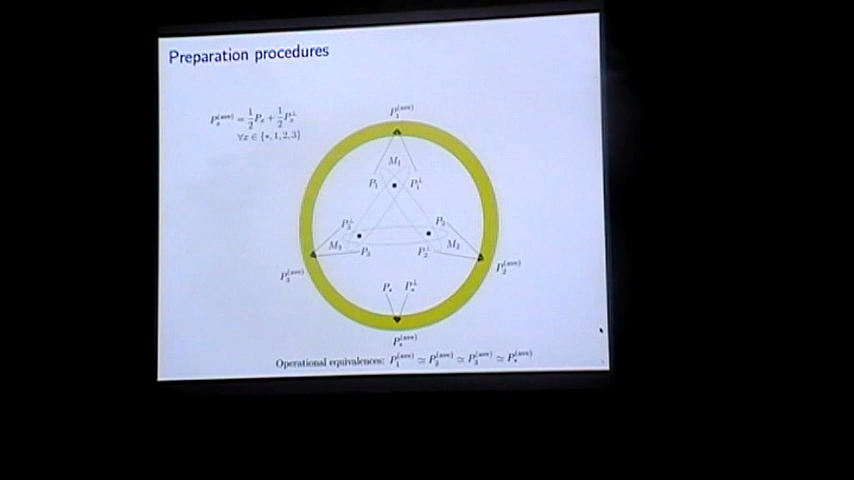 Preparation procedures
P_x^(ave) = 1/2 P_x + 1/2 P_x^⊥
∀x ∈ {*, 1, 2, 3}
P_1^(ave)
M_1
P_1 P_1^⊥
P_3^⊥ P_2
M_3 P_3 P_2^⊥ M_2
P_3^(ave) P_2^(ave)
P_* P_*^⊥
P_*^(ave)
Operational equivalences: P_1^(ave) ≃ P_2^(ave) ≃ P_3^(ave) ≃ P_*^(ave)